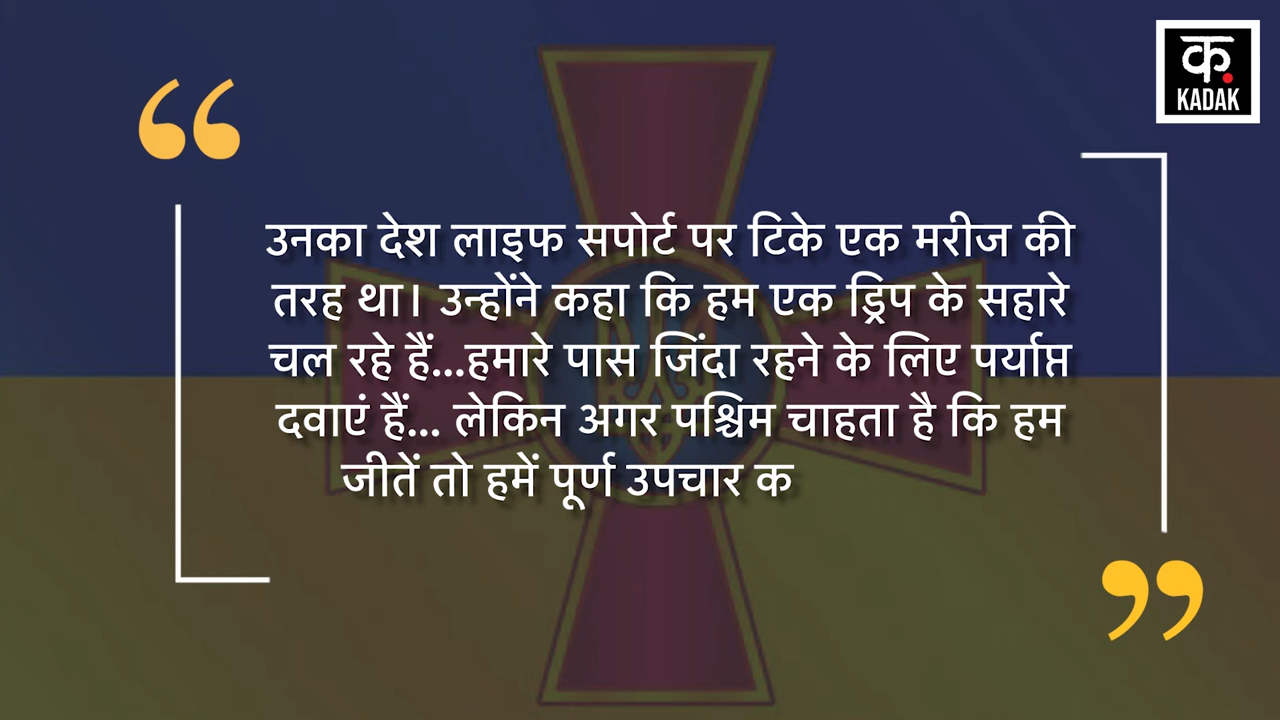 क
KADAK
उनका देश लाइफ सपोर्ट पर टिके एक मरीज की
तरह था। उन्होंने कहा कि हम एक ड्रिप के सहारे
चल रहे हैं...हमारे पास जिंदा रहने के लिए पर्याप्त
दवाएं हैं... लेकिन अगर पश्चिम चाहता है कि हम
जीतें तो हमें पूर्ण उपचार क